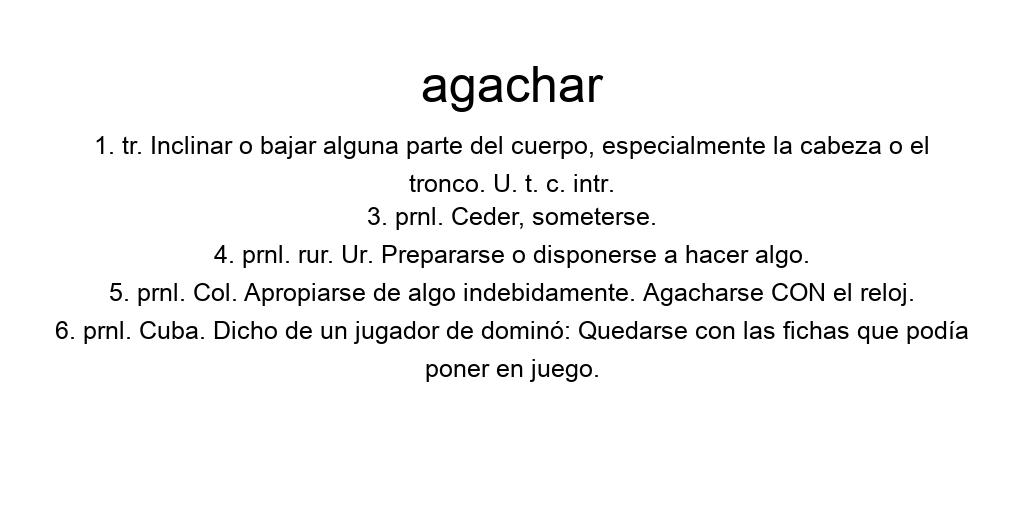 agachar
1. tr. Inclinar o bajar alguna parte del cuerpo, especialmente la cabeza o el
tronco. U. t. c. intr.
3. prnl. Ceder, someterse.
4. prnl. rur. Ur. Prepararse o disponerse a hacer algo.
5. prnl. Col. Apropiarse de algo indebidamente. Agacharse CON el reloj.
6. prnl. Cuba. Dicho de un jugador de dominó: Quedarse con las fichas que podía
poner en juego.